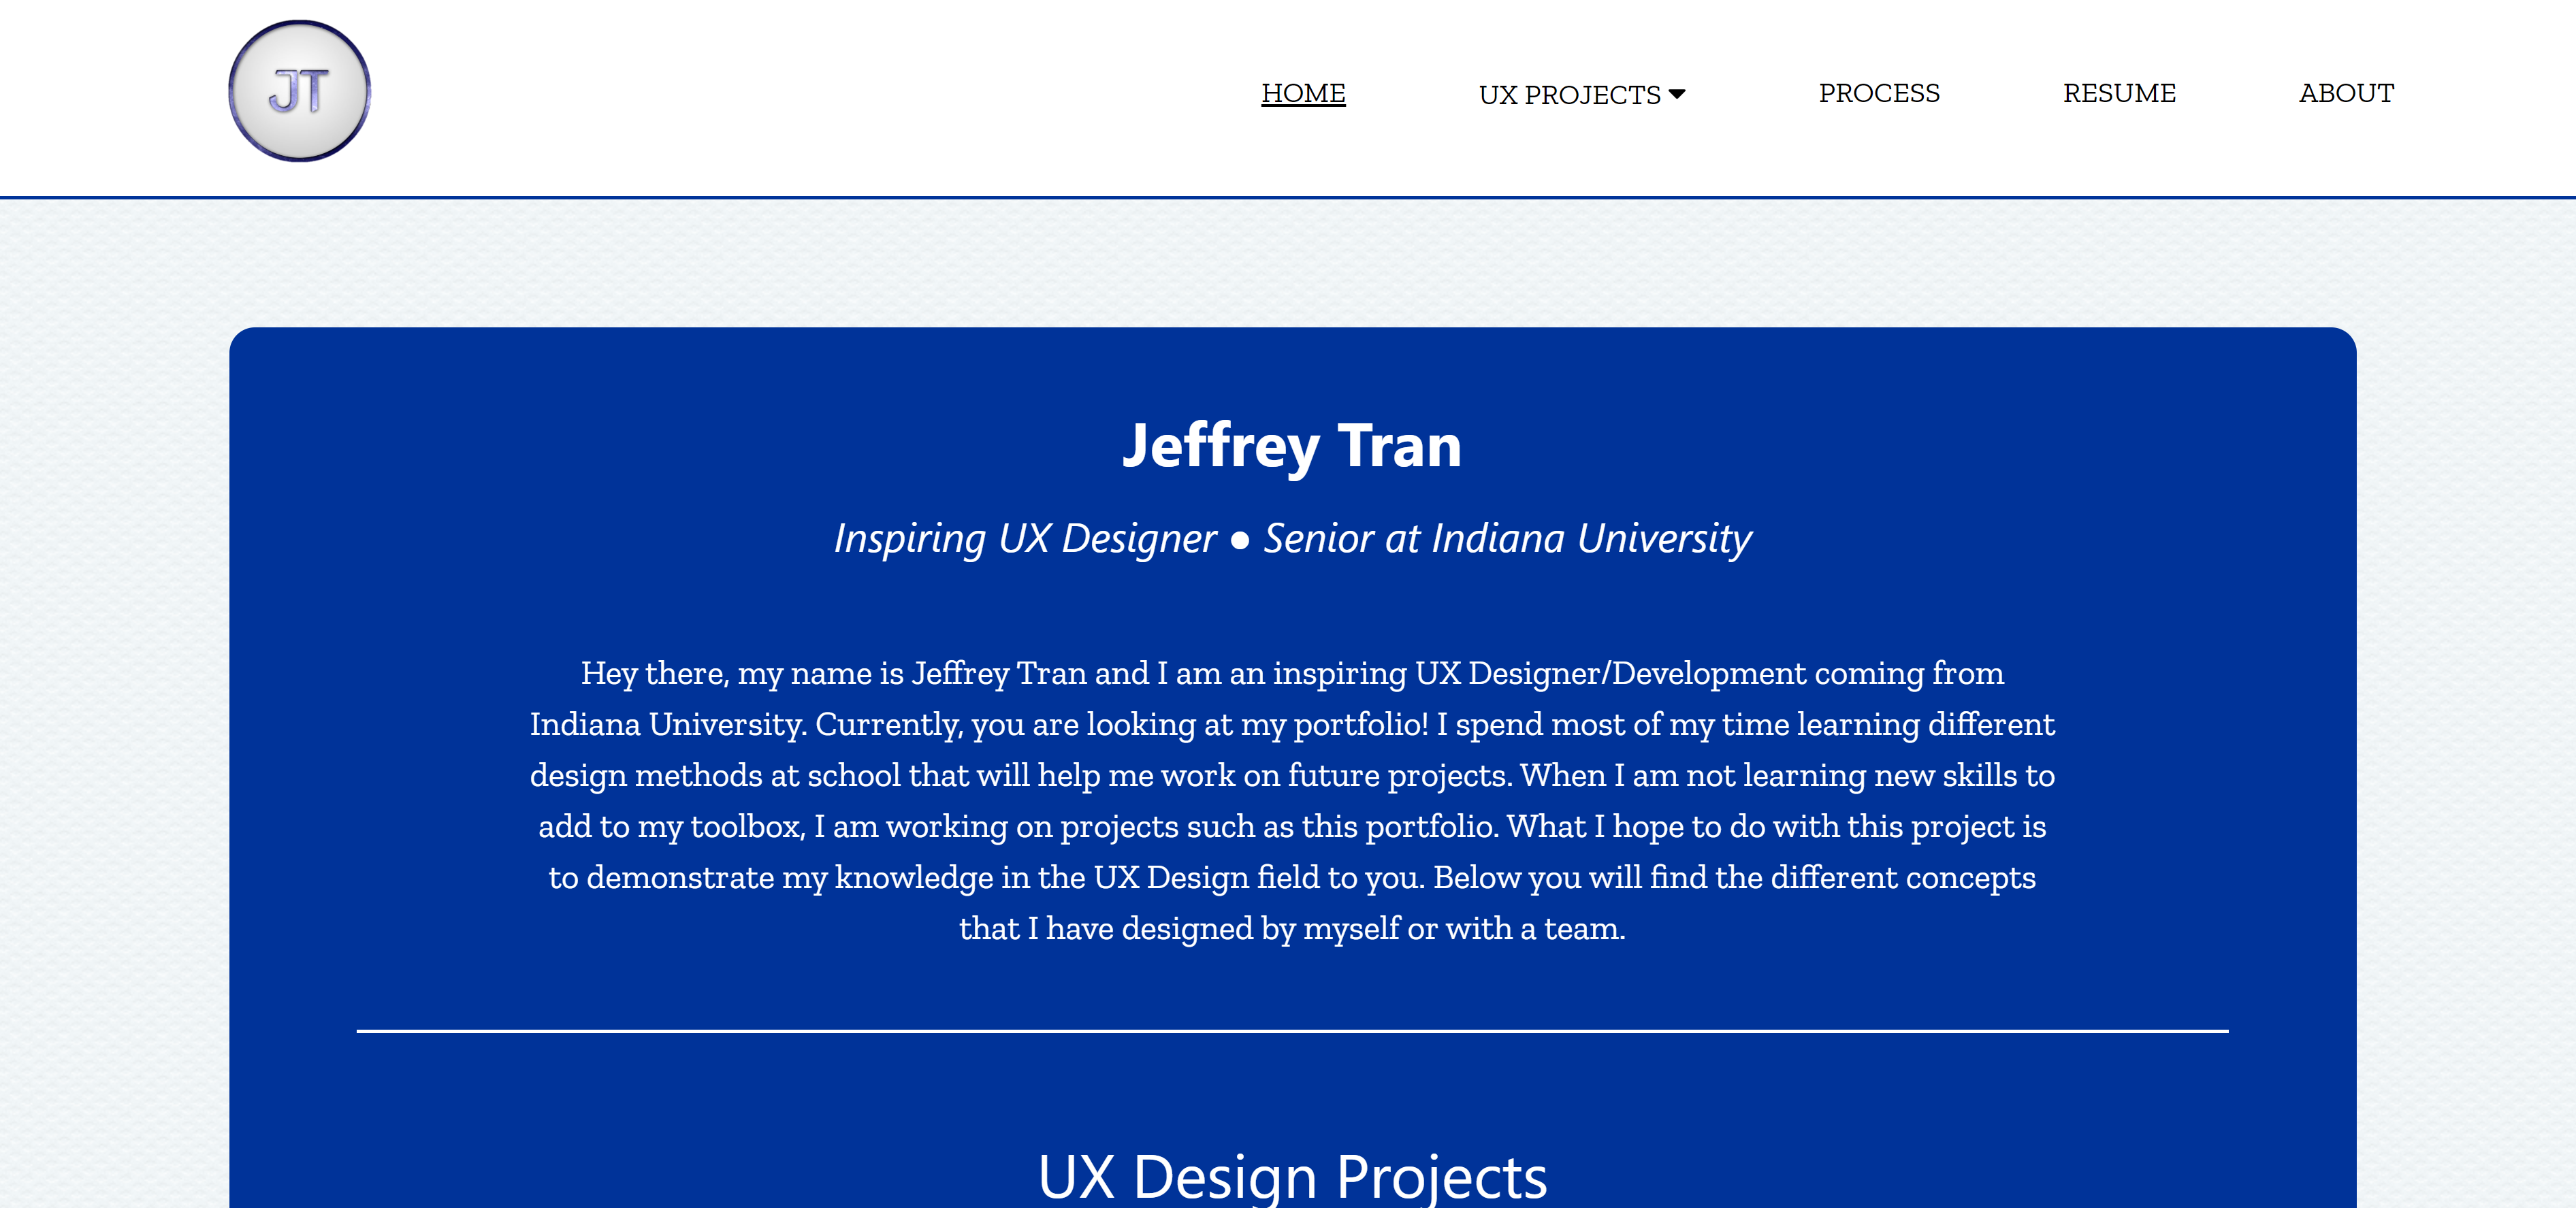 JT
HOME UX PROJECTS PROCESS RESUME ABOUT
Jeffrey Tran
Inspiring UX Designer ● Senior at Indiana University
Hey there, my name is Jeffrey Tran and I am an inspiring UX Designer/Development coming from
Indiana University. Currently, you are looking at my portfolio! I spend most of my time learning different
design methods at school that will help me work on future projects. When I am not learning new skills to
add to my toolbox, I am working on projects such as this portfolio. What I hope to do with this project is
to demonstrate my knowledge in the UX Design field to you. Below you will find the different concepts
that I have designed by myself or with a team.
UX Design Projects